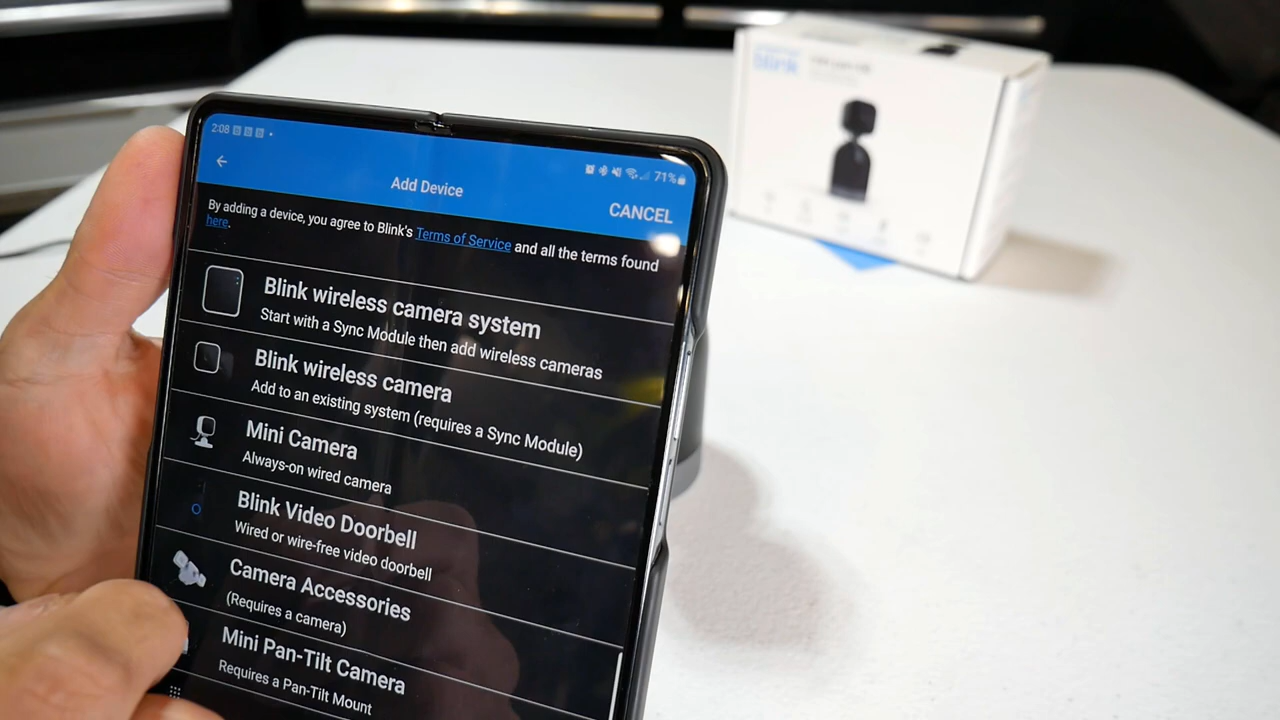 2:08
71%
Add Device
CANCEL
By adding a device, you agree to Blink's Terms of Service and all the terms found
here.
Blink wireless camera system
Start with a Sync Module then add wireless cameras
Blink wireless camera
Add to an existing system (requires a Sync Module)
Mini Camera
Always-on wired camera
Blink Video Doorbell
Wired or wire-free video doorbell
Camera Accessories
(Requires a camera)
Mini Pan-Tilt Camera
Requires a Pan-Tilt Mount
blink